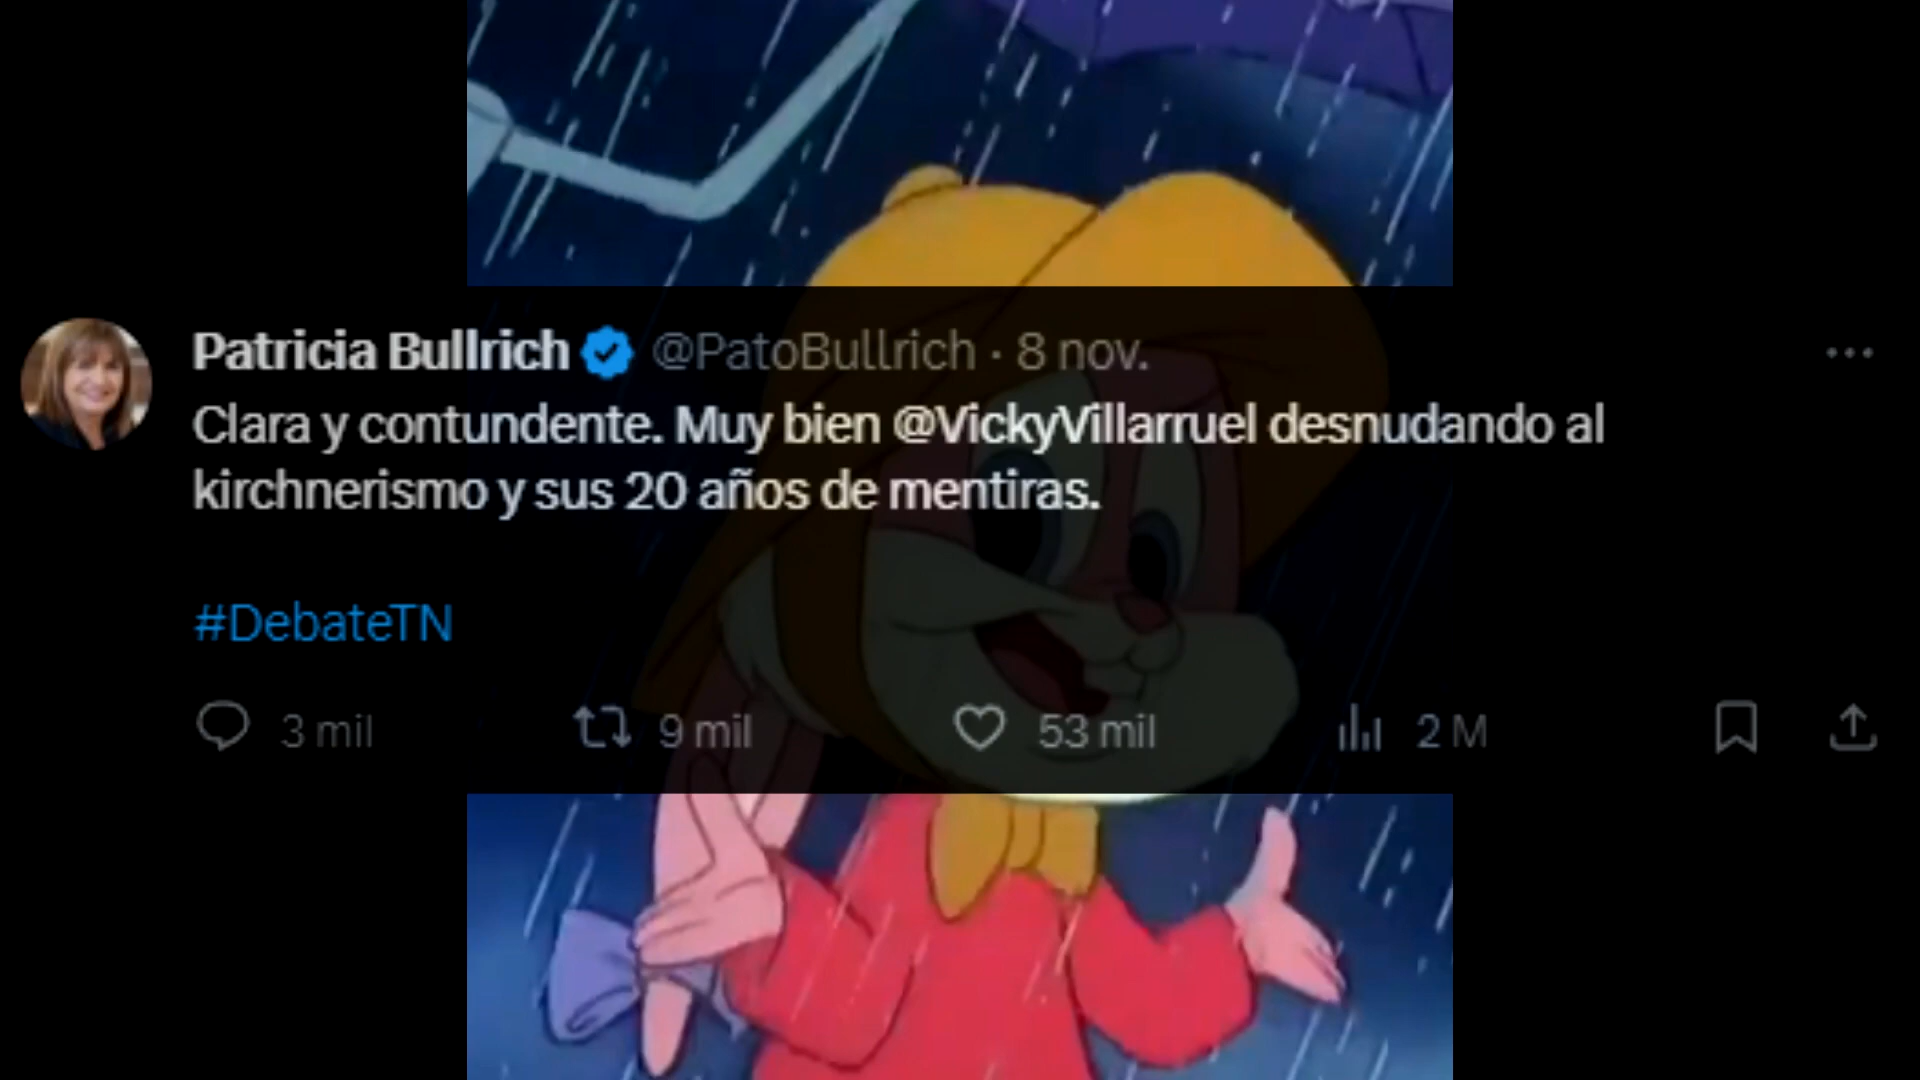 Patricia Bullrich @PatoBullrich · 8 nov.
Clara y contundente. Muy bien @VickyVillarruel desnudando al
kirchnerismo y sus 20 años de mentiras.
#DebateTN
3 mil 9 mil 53 mil 2 M